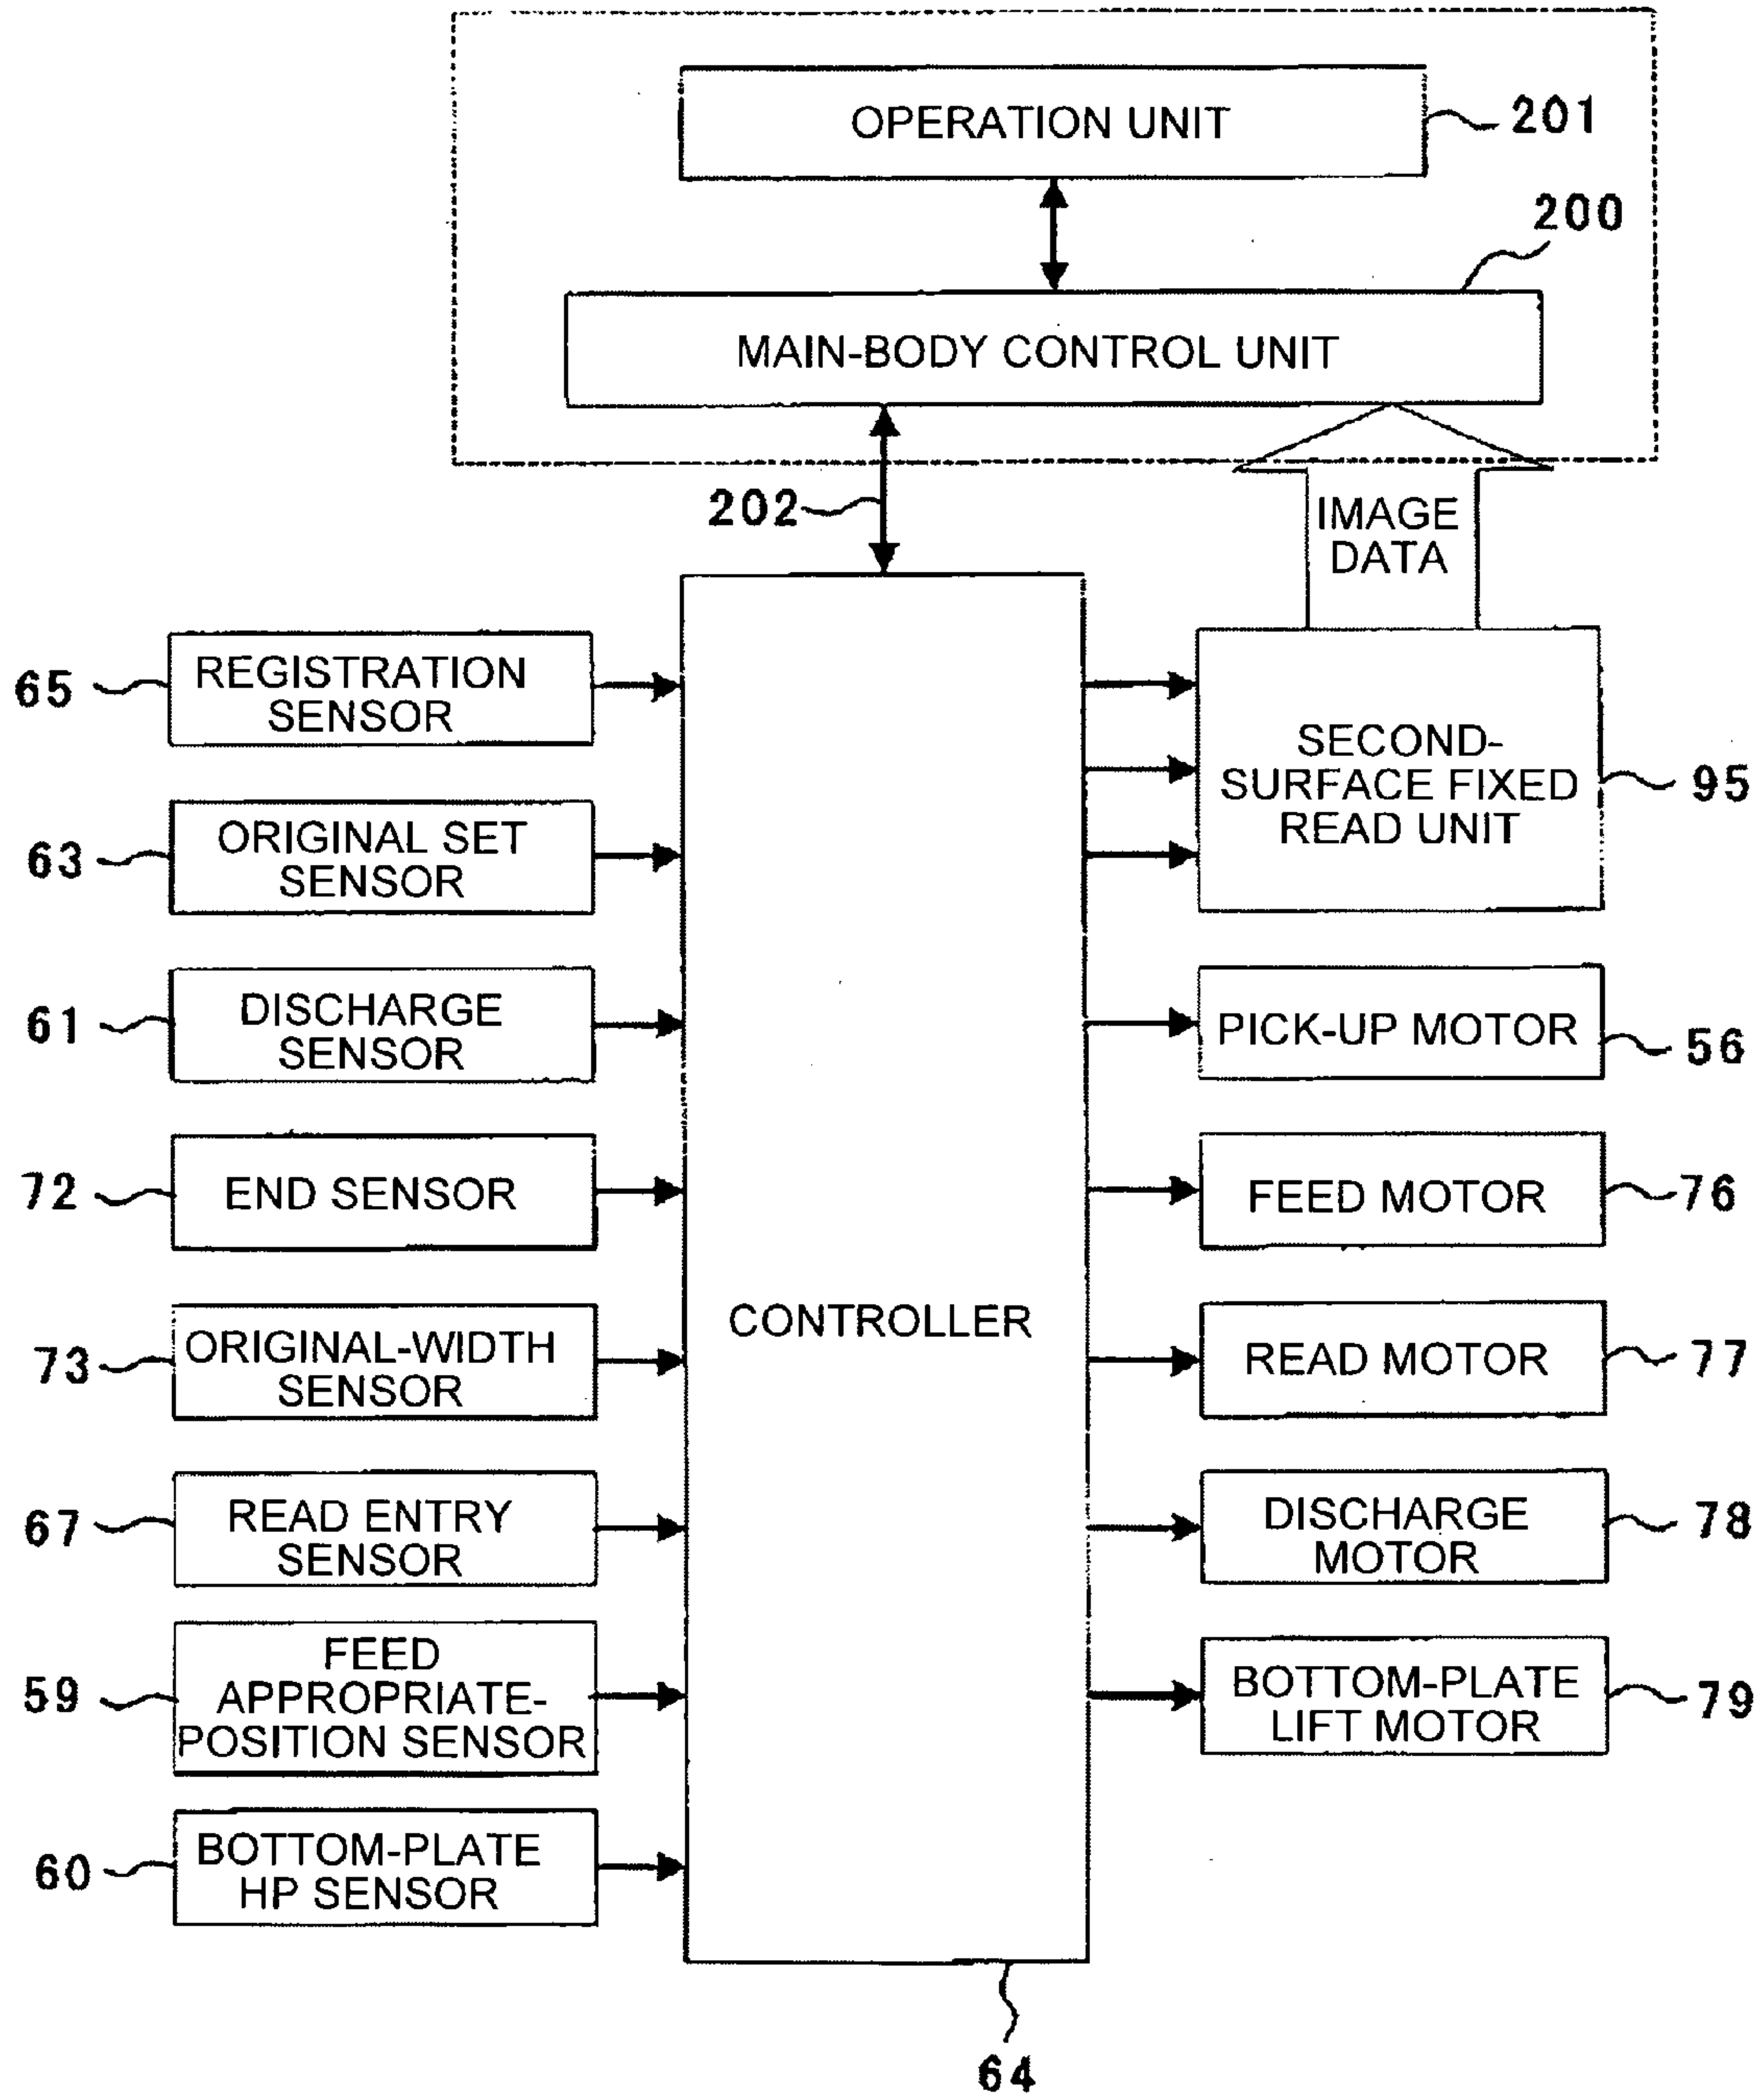 OPERATION UNIT
201
200
MAIN-BODY CONTROL UNIT
202
IMAGE
DATA
65
REGISTRATION
SENSOR
63
ORIGINAL SET
SENSOR
61
DISCHARGE
SENSOR
72
END SENSOR
73
ORIGINAL-WIDTH
SENSOR
67
READ ENTRY
SENSOR
59
FEED
APPROPRIATE-
POSITION SENSOR
60
BOTTOM-PLATE
HP SENSOR
CONTROLLER
64
SECOND-
SURFACE FIXED
READ UNIT
95
PICK-UP MOTOR
56
FEED MOTOR
76
READ MOTOR
77
DISCHARGE
MOTOR
78
BOTTOM-PLATE
LIFT MOTOR
79